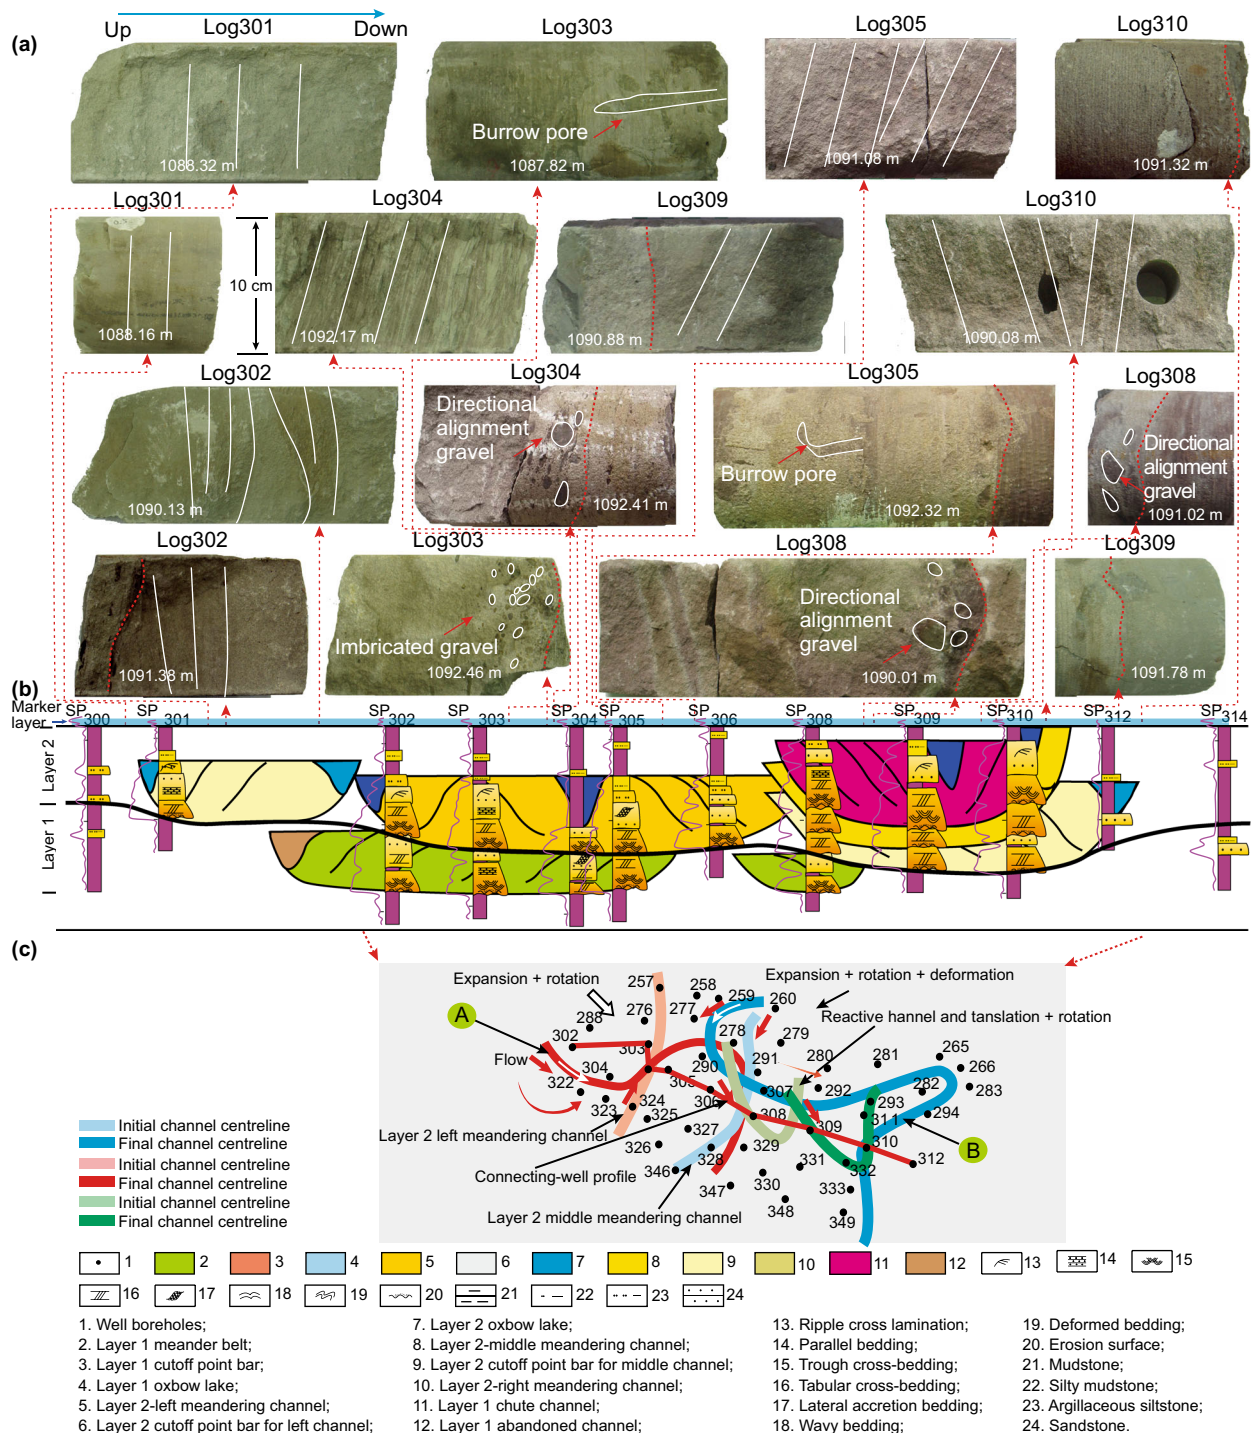 (a)
Up
Log301
Down
Log303
Log305
Log310
1088.32 m
Burrow pore
1087.82 m
1091.08 m
1091.32 m
Log301
Log304
Log309
Log310
10 cm
1088.16 m
1092.17 m
1090.88 m
1090.08 m
Log302
Log304
Log305
Log308
1090.13 m
Directional
alignment
gravel
1092.41 m
Burrow pore
1092.32 m
Directional
alignment
gravel
1091.02 m
Log302
Log303
Log308
Log309
1091.38 m
Imbricated gravel
1092.46 m
Directional
alignment
gravel
1090.01 m
1091.78 m
(b)
Marker
layer
SP SP SP SP SP SP SP SP SP SP SP SP
300 301 302 303 304 305 306 308 309 310 312 314
Layer 2
Layer 1
(c)
Expansion + rotation
257
258
259
260
Expansion + rotation + deformation
A
276
277
Reactive hannel and tanslation + rotation
288
302
303
278
279
290
291
280
281
265
266
Flow
304
305
322
306
307
292
282
283
323
324
325
308
293
294
311
309
Layer 2 left meandering channel
327
310
326
329
B
Connecting-well profile
328
331
332
312
346
330
333
347
348
349
Layer 2 middle meandering channel
Initial channel centreline
Final channel centreline
Initial channel centreline
Final channel centreline
Initial channel centreline
Final channel centreline
1 2 3 4 5 6 7 8 9 10 11 12 13 14 15
16 17 18 19 20 21 22 23 24
1. Well boreholes;
2. Layer 1 meander belt;
3. Layer 1 cutoff point bar;
4. Layer 1 oxbow lake;
5. Layer 2-left meandering channel;
6. Layer 2 cutoff point bar for left channel;
7. Layer 2 oxbow lake;
8. Layer 2-middle meandering channel;
9. Layer 2 cutoff point bar for middle channel;
10. Layer 2-right meandering channel;
11. Layer 1 chute channel;
12. Layer 1 abandoned channel;
13. Ripple cross lamination;
14. Parallel bedding;
15. Trough cross-bedding;
16. Tabular cross-bedding;
17. Lateral accretion bedding;
18. Wavy bedding;
19. Deformed bedding;
20. Erosion surface;
21. Mudstone;
22. Silty mudstone;
23. Argillaceous siltstone;
24. Sandstone.